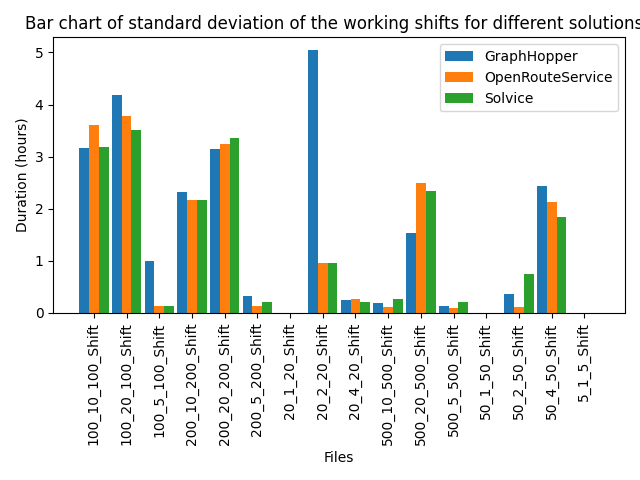 Bar chart of standard deviation of the working shifts for different solutions
GraphHopper
OpenRouteService
Solvice
Duration (hours)
5
4
3
2
1
0
100_10_100_Shift
100_20_100_Shift
100_5_100_Shift
200_10_200_Shift
200_20_200_Shift
200_5_200_Shift
20_1_20_Shift
20_2_20_Shift
20_4_20_Shift
500_10_500_Shift
500_20_500_Shift
500_5_500_Shift
50_1_50_Shift
50_2_50_Shift
50_4_50_Shift
5_1_5_Shift
Files